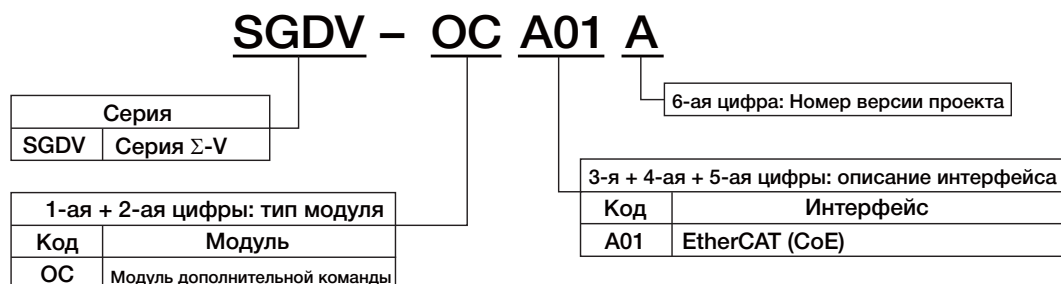 SGDV – OC A01 A
6-ая цифра: Номер версии проекта
Серия
SGDV Серия Σ-V
3-я + 4-ая + 5-ая цифры: описание интерфейса
Код Интерфейс
A01 EtherCAT (CoE)
1-ая + 2-ая цифры: тип модуля
Код Модуль
OC Модуль дополнительной команды